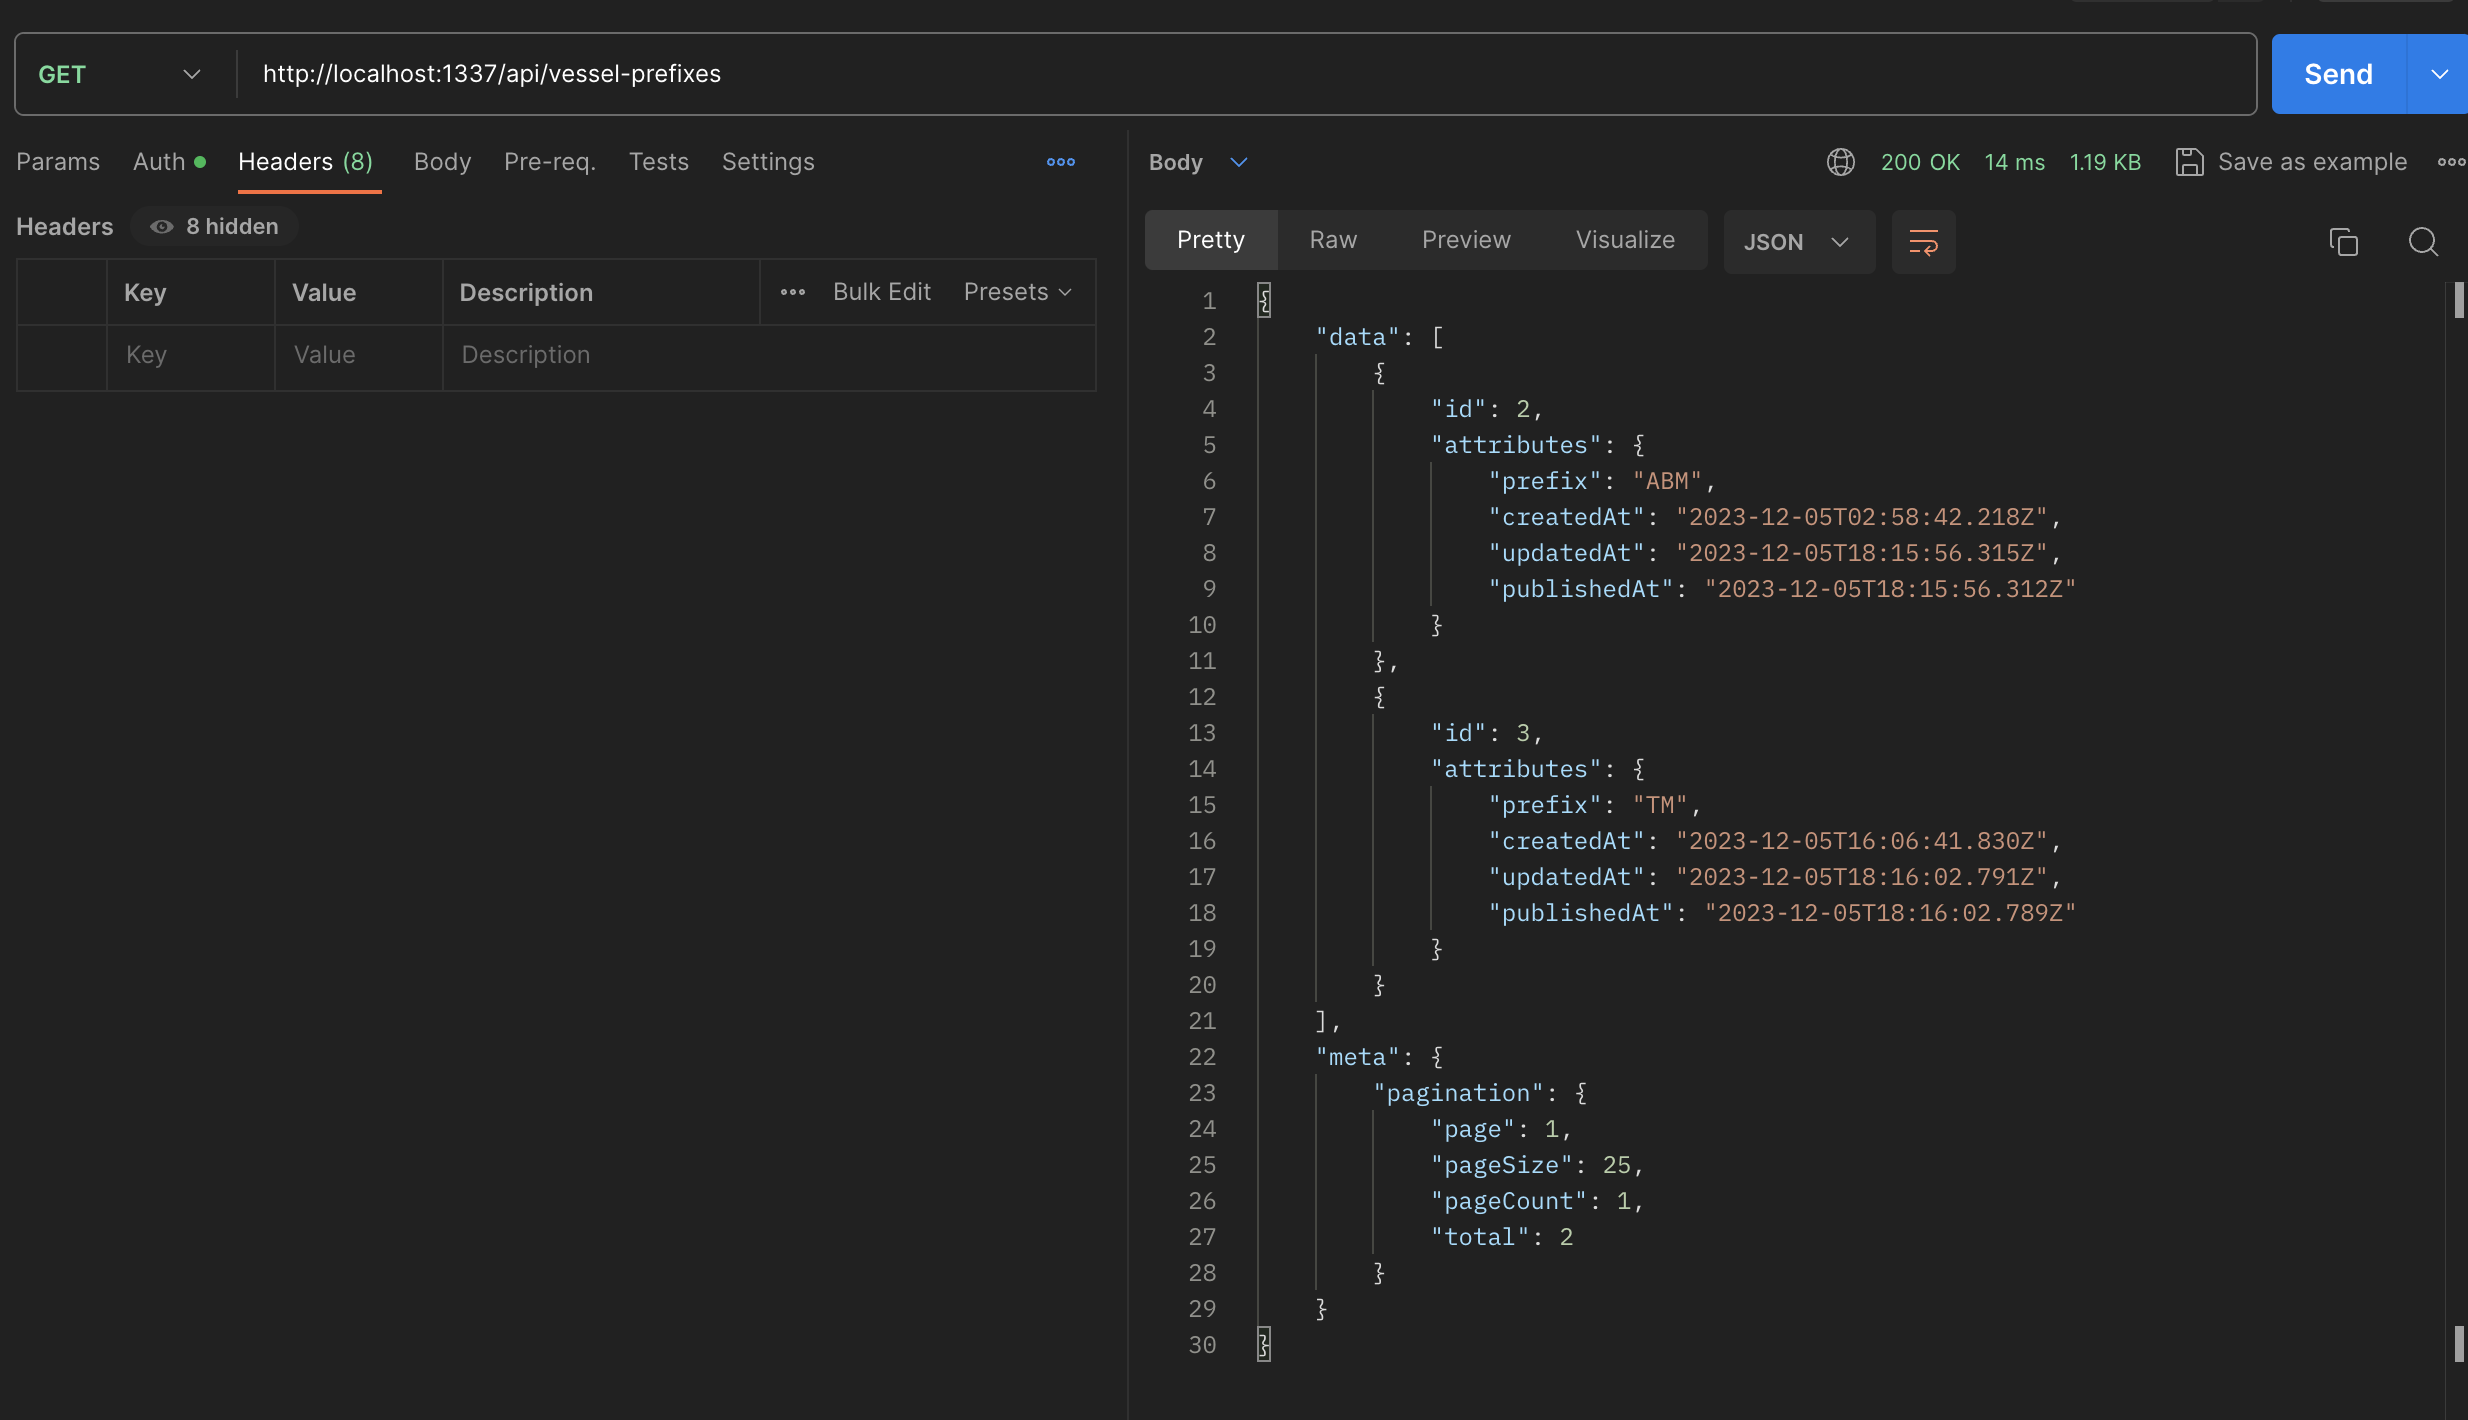 GET http://localhost:1337/api/vessel-prefixes Send
Params Auth Headers (8) Body Pre-req. Tests Settings
Headers 8 hidden
Key Value Description Bulk Edit Presets
Key Value Description
Body 200 OK 14 ms 1.19 KB Save as example
Pretty Raw Preview Visualize JSON
1 {
2 "data": [
3 {
4 "id": 2,
5 "attributes": {
6 "prefix": "ABM",
7 "createdAt": "2023-12-05T02:58:42.218Z",
8 "updatedAt": "2023-12-05T18:15:56.315Z",
9 "publishedAt": "2023-12-05T18:15:56.312Z"
10 }
11 },
12 {
13 "id": 3,
14 "attributes": {
15 "prefix": "TM",
16 "createdAt": "2023-12-05T16:06:41.830Z",
17 "updatedAt": "2023-12-05T18:16:02.791Z",
18 "publishedAt": "2023-12-05T18:16:02.789Z"
19 }
20 }
21 ],
22 "meta": {
23 "pagination": {
24 "page": 1,
25 "pageSize": 25,
26 "pageCount": 1,
27 "total": 2
28 }
29 }
30 }